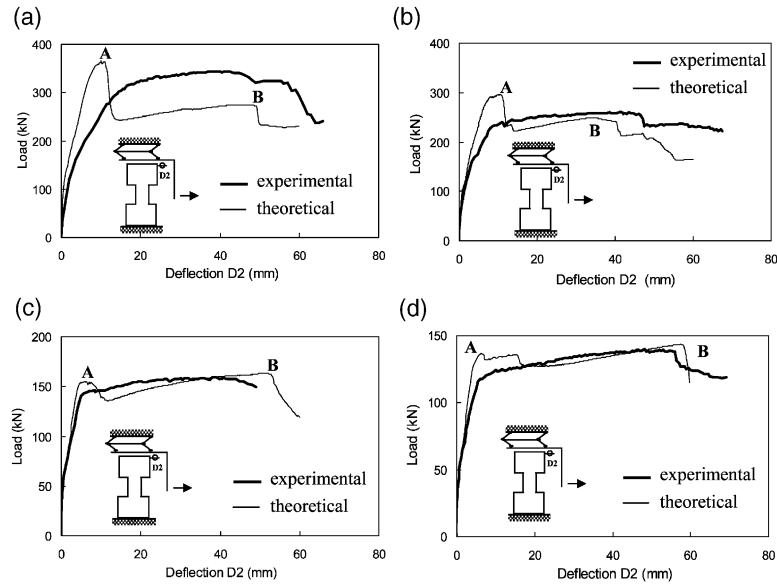 (a)
Load (kN)
400
300
200
100
0
A
B
D2
experimental
theoretical
0 20 40 60 80
Deflection D2 (mm)
(b)
Load (kN)
400
300
200
100
0
A
B
D2
experimental
theoretical
0 20 40 60 80
Deflection D2 (mm)
(c)
Load (kN)
200
150
100
50
0
A
B
D2
experimental
theoretical
0 20 40 60 80
Deflection D2 (mm)
(d)
Load (kN)
150
100
50
0
A
B
D2
experimental
theoretical
0 20 40 60 80
Deflection D2 (mm)